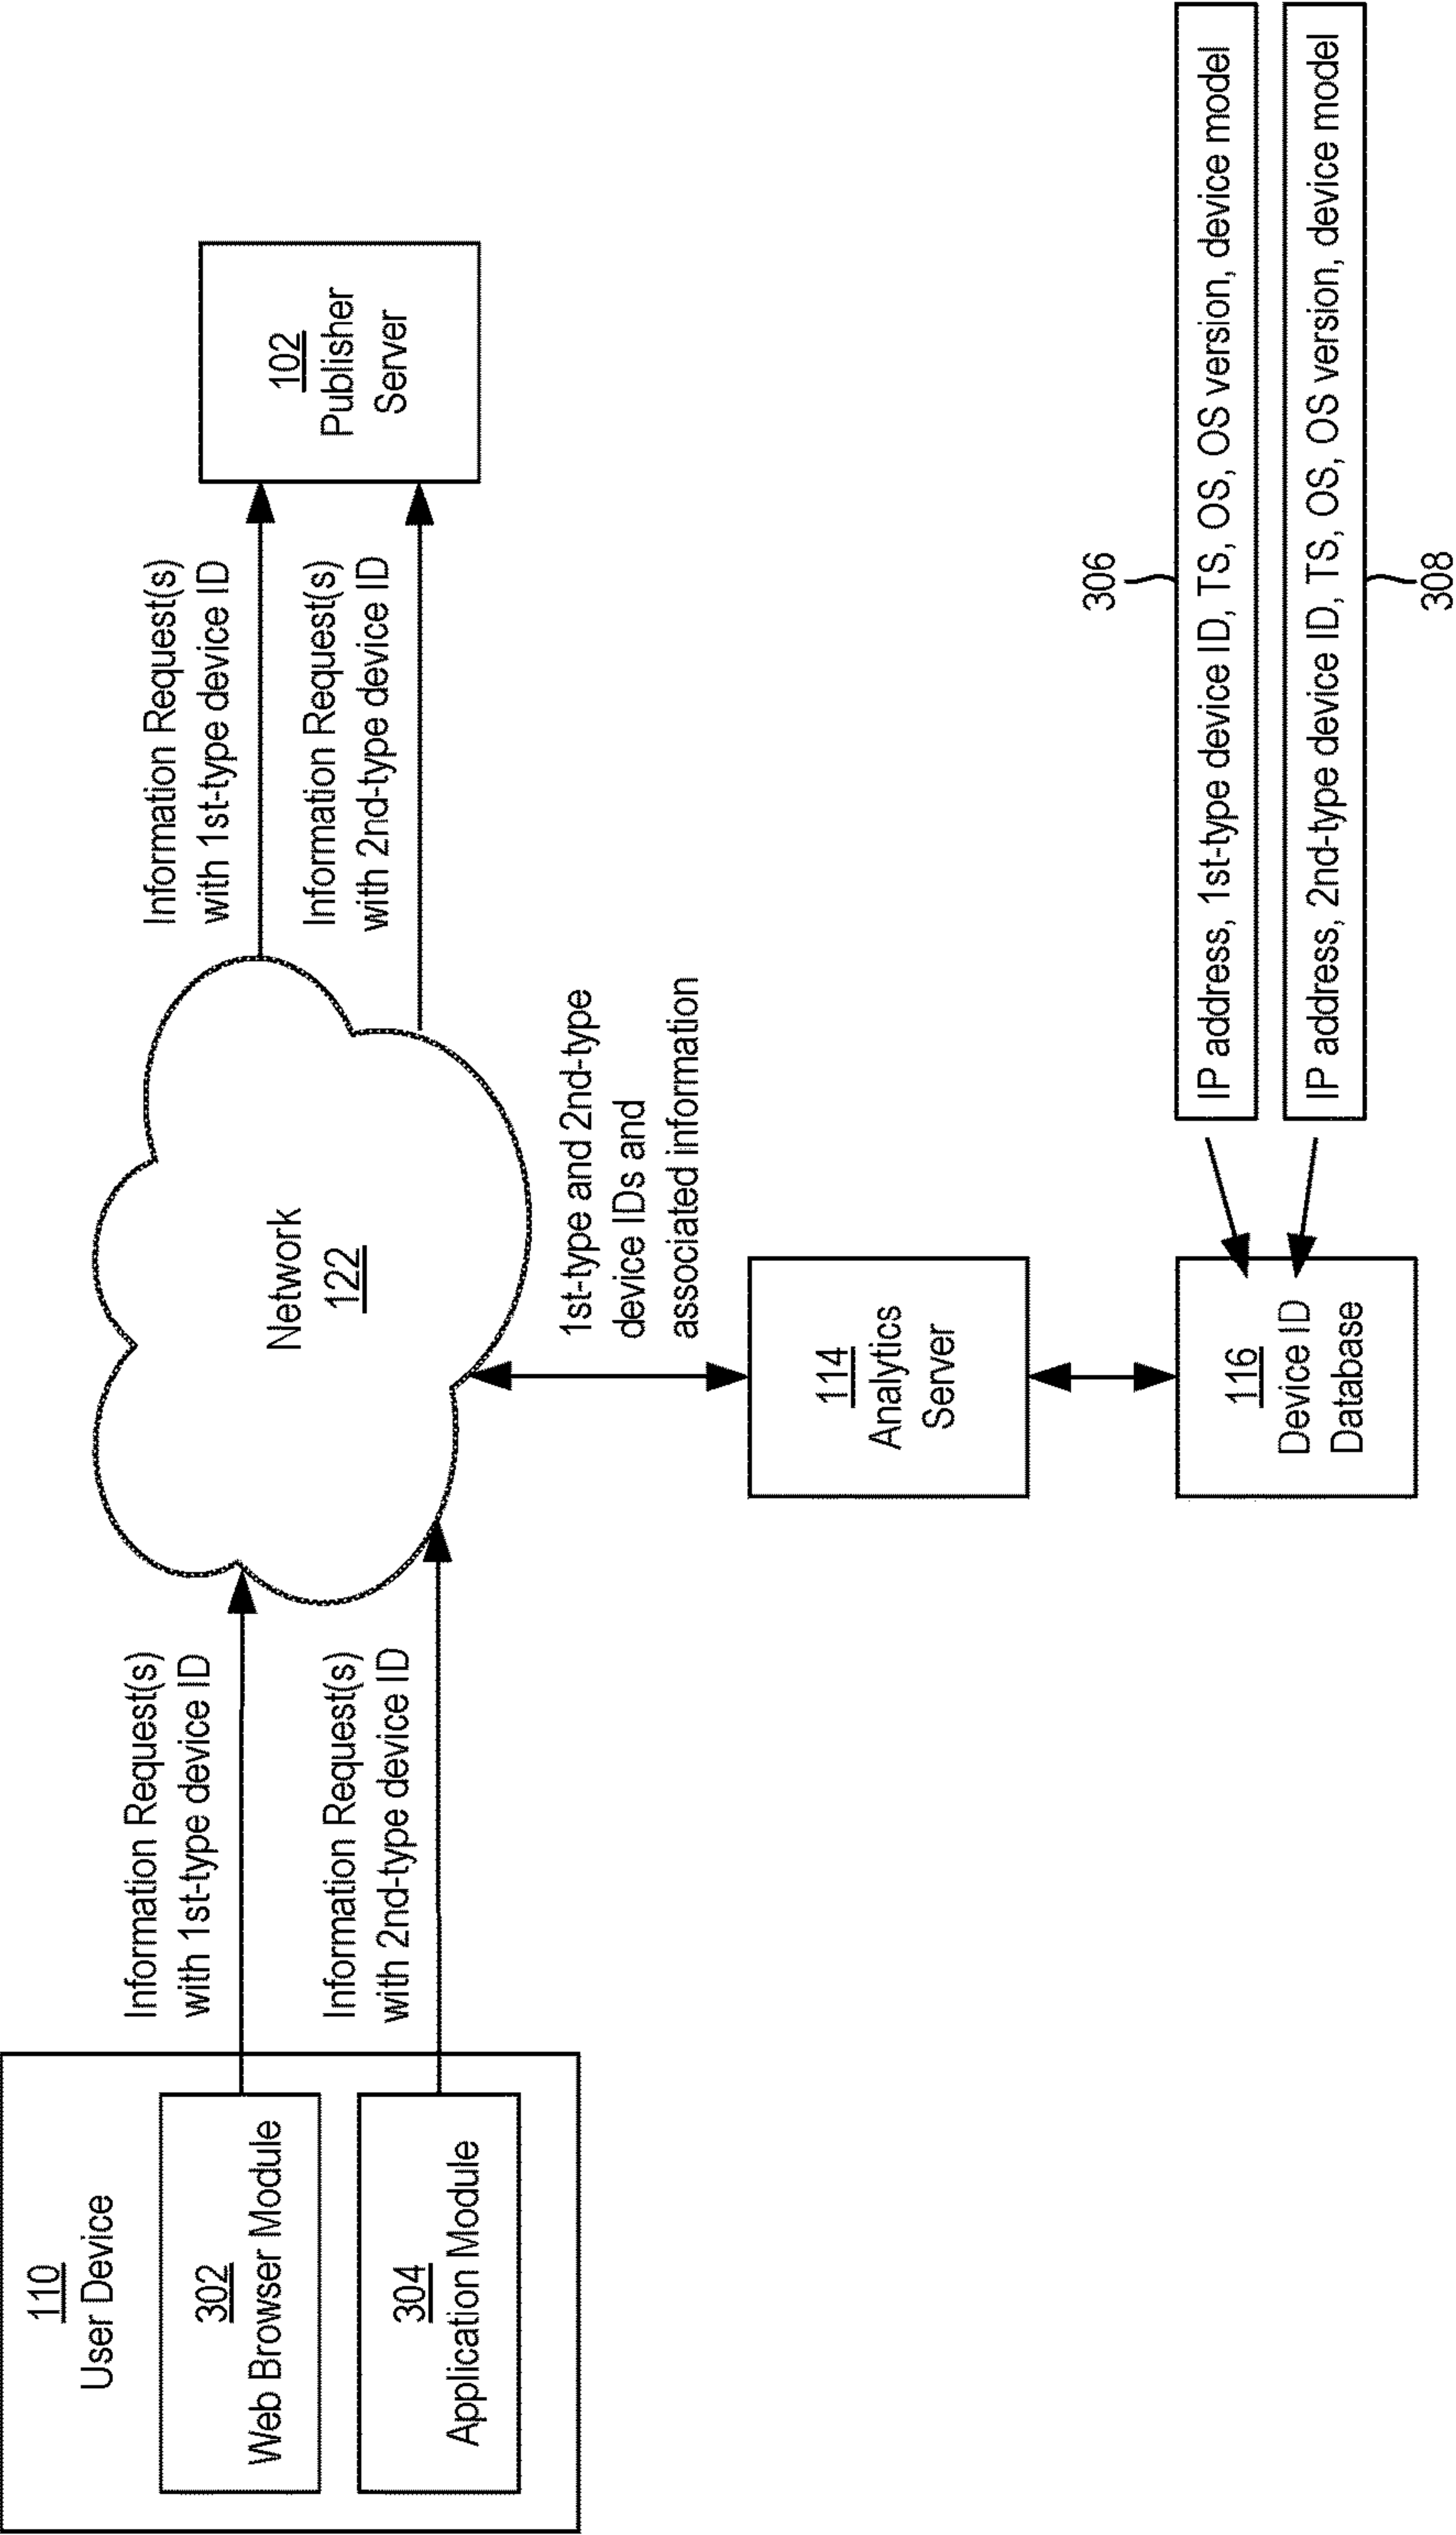 110
User Device
302
Web Browser Module
304
Application Module
Information Request(s)
with 1st-type device ID
Information Request(s)
with 2nd-type device ID
Network
122
Information Request(s)
with 1st-type device ID
Information Request(s)
with 2nd-type device ID
102
Publisher
Server
1st-type and 2nd-type
device IDs and
associated information
114
Analytics
Server
116
Device ID
Database
306
IP address, 1st-type device ID, TS, OS, OS version, device model
IP address, 2nd-type device ID, TS, OS, OS version, device model
308